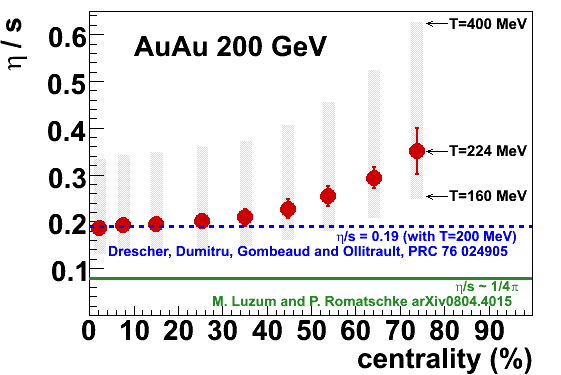 η / s
0.6
0.5
0.4
0.3
0.2
0.1
AuAu 200 GeV
T=400 MeV
T=224 MeV
T=160 MeV
η/s = 0.19 (with T=200 MeV)
Drescher, Dumitru, Gombeaud and Ollitrault, PRC 76 024905
η/s ~ 1/4π
M. Luzum and P. Romatschke arXiv0804.4015
0 10 20 30 40 50 60 70 80 90
centrality (%)